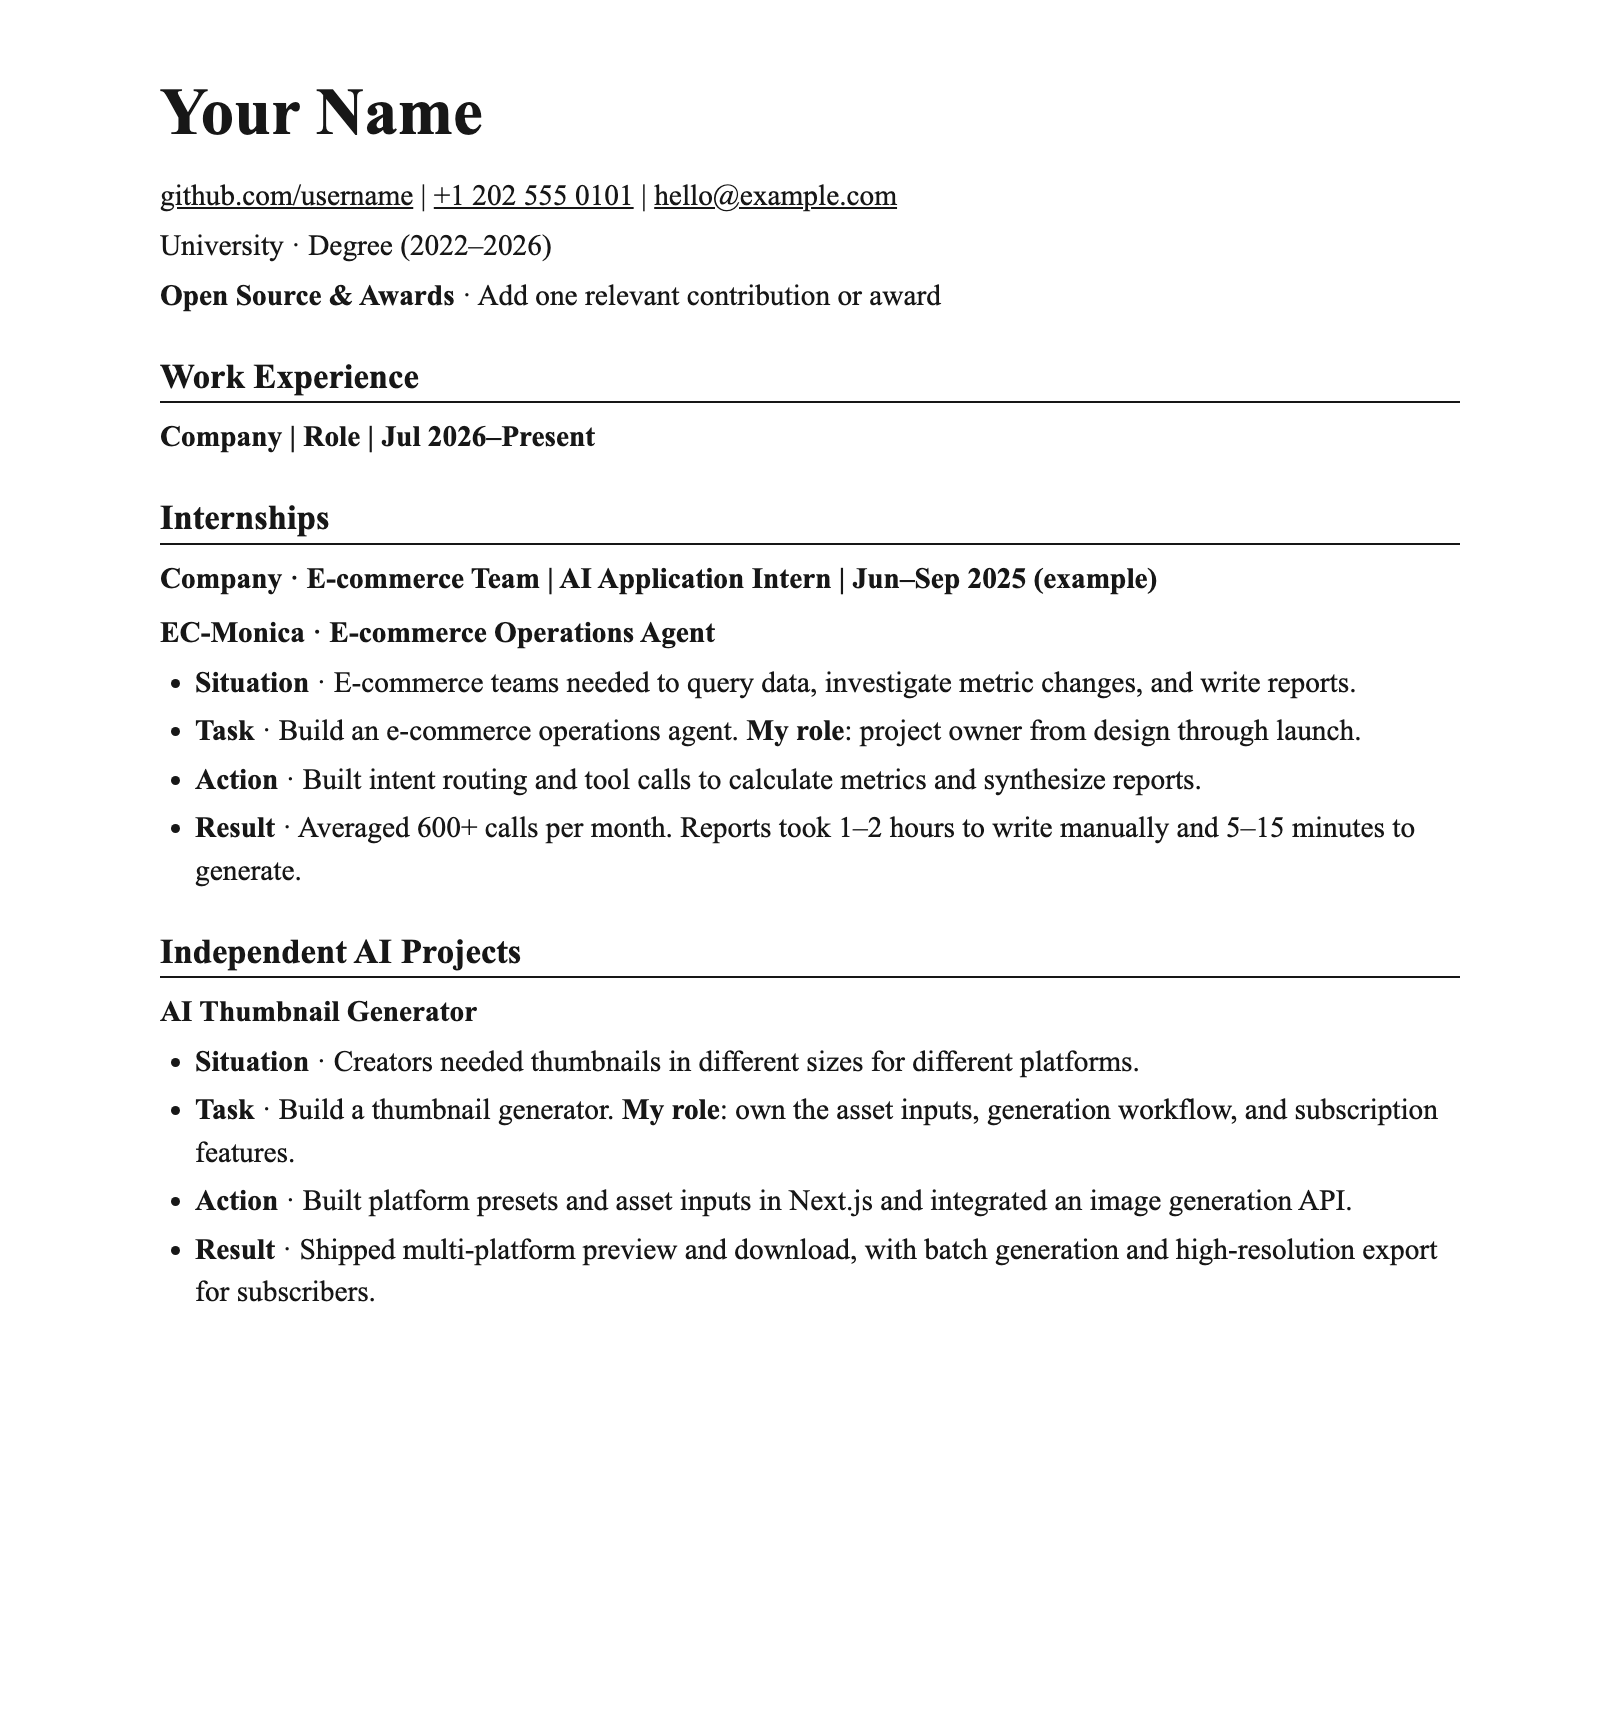 Your Name
github.com/username | +1 202 555 0101 | hello@example.com
University · Degree (2022–2026)
Open Source & Awards · Add one relevant contribution or award
Work Experience
Company | Role | Jul 2026–Present
Internships
Company · E-commerce Team | AI Application Intern | Jun–Sep 2025 (example)
EC-Monica · E-commerce Operations Agent
• Situation · E-commerce teams needed to query data, investigate metric changes, and write reports.
• Task · Build an e-commerce operations agent. My role: project owner from design through launch.
• Action · Built intent routing and tool calls to calculate metrics and synthesize reports.
• Result · Averaged 600+ calls per month. Reports took 1–2 hours to write manually and 5–15 minutes to
generate.
Independent AI Projects
AI Thumbnail Generator
• Situation · Creators needed thumbnails in different sizes for different platforms.
• Task · Build a thumbnail generator. My role: own the asset inputs, generation workflow, and subscription
features.
• Action · Built platform presets and asset inputs in Next.js and integrated an image generation API.
• Result · Shipped multi-platform preview and download, with batch generation and high-resolution export
for subscribers.